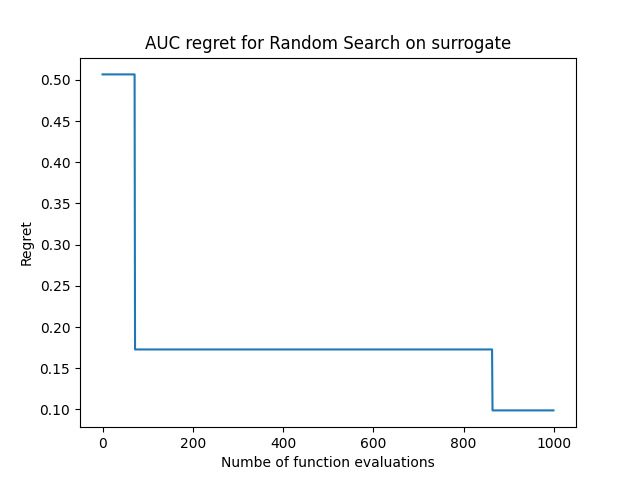 AUC regret for Random Search on surrogate
Regret
0.50
0.45
0.40
0.35
0.30
0.25
0.20
0.15
0.10
0 200 400 600 800 1000
Numbe of function evaluations